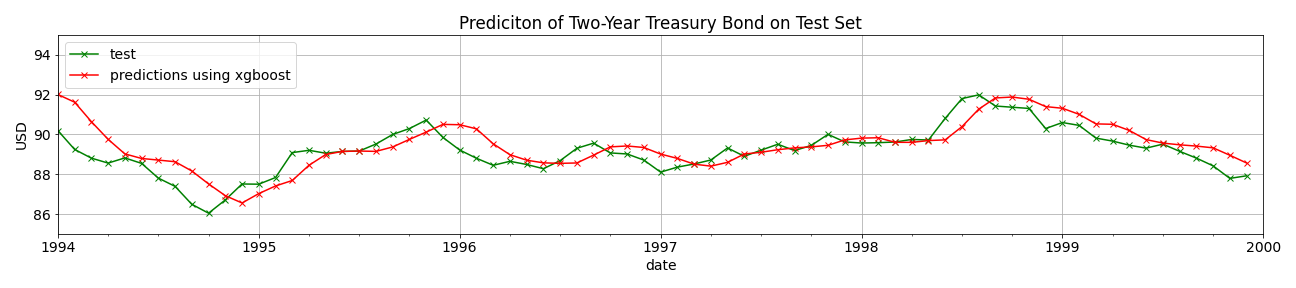 Prediciton of Two-Year Treasury Bond on Test Set
test
predictions using xgboost
USD
94
92
90
88
86
1994 1995 1996 1997 1998 1999 2000
date